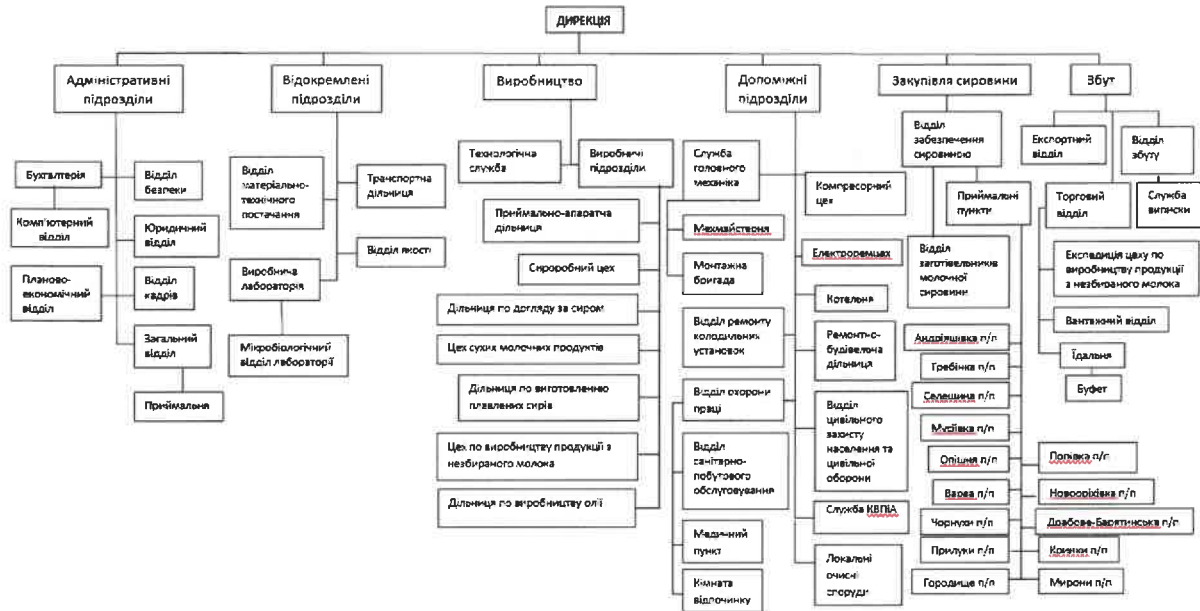 ДИРЕКЦІЯ
Адміністративні
підрозділи
Відокремлені
підрозділи
Виробництво
Допоміжні
підрозділи
Закупівля сировини
Збут
Бухгалтерія
Комп'ютерний
відділ
Планово-
економічний
відділ
Відділ
безпеки
Юридичний
відділ
Відділ
кадрів
Загальний
відділ
Приймальня
Відділ
матеріально-
технічного
постачання
Виробнича
лабораторія
Мікробіологічний
відділ лабораторії
Транспортна
дільниця
Відділ якості
Технологічна
служба
Виробничі
підрозділи
Приймально-апаратна
дільниця
Сироробний цех
Дільниця по догляду за сиром
Цех сухих молочних продуктів
Дільниця по виготовленню
плавлених сирів
Цех по виробництву продукції з
незбираного молока
Дільниця по виробництву олії
Служба
головного
механіка
Мехмайстерня
Монтажна
бригада
Відділ ремонту
холодильних
установок
Відділ охорони
праці
Відділ
санітарно-
побутового
обслуговування
Медичний
пункт
Кімната
відпочинку
Компресорний
цех
Електроремцех
Котельня
Ремонтно-
будівельна
дільниця
Відділ
цивільного
захисту
населення та
цивільної
оборони
Служба КВПІА
Локальні
очисні
споруди
Відділ
забезпечення
сировиною
Приймальні
пункти
Відділ
заготівельників
молочної
сировини
Андріяшівка п/п
Гребінка п/п
Селещина п/п
Мусіївка п/п
Опішня п/п
Варва п/п
Чорнухи п/п
Прилуки п/п
Городище п/п
Попівка п/п
Новооріхівка п/п
Довбове-Барятинська п/п
Кринки п/п
Мирони п/п
Експортний
відділ
Відділ
збуту
Служба
виписки
Торговий
відділ
Експедиція цеху по
виробництву продукції
з незбираного молока
Вантажний відділ
Їдальня
Буфет